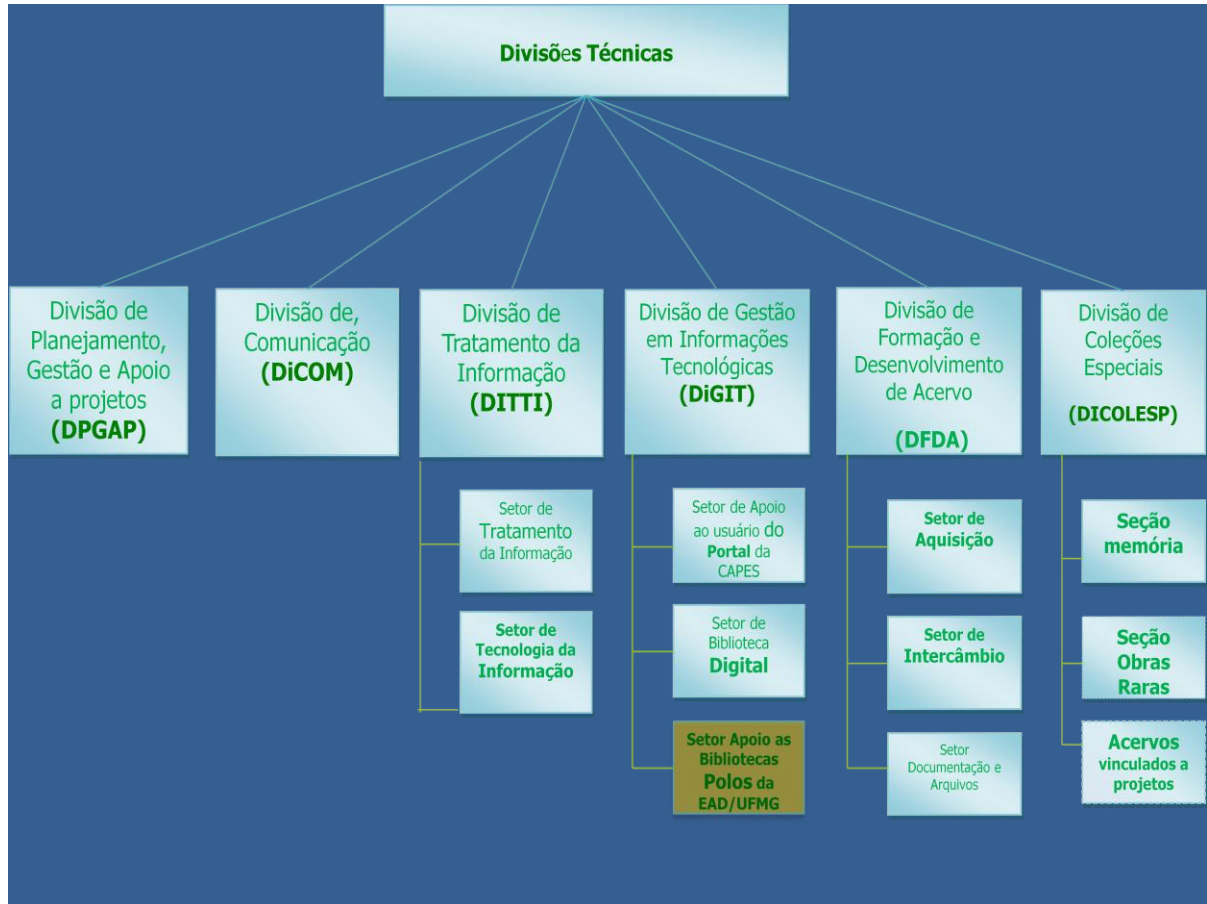 Divisões Técnicas
Divisão de
Planejamento,
Gestão e Apoio
a projetos
(DPGAP)
Divisão de,
Comunicação
(DiCOM)
Divisão de
Tratamento da
Informação
(DITTI)
Divisão de Gestão
em Informações
Tecnológicas
(DiGIT)
Divisão de
Formação e
Desenvolvimento
de Acervo
(DFDA)
Divisão de
Coleções
Especiais
(DICOLESP)
Setor de
Tratamento
da Informação
Setor de
Tecnologia da
Informação
Setor de Apoio
ao usuário do
Portal da
CAPES
Setor de
Biblioteca
Digital
Setor Apoio as
Bibliotecas
Polos da
EAD/UFMG
Setor de
Aquisição
Setor de
Intercâmbio
Setor
Documentação e
Arquivos
Seção
memória
Seção
Obras
Raras
Acervos
vinculados a
projetos